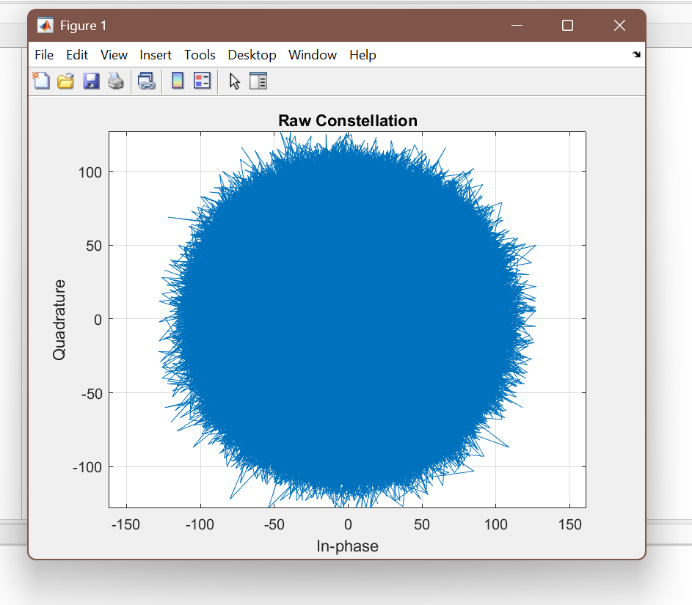 Figure 1
File Edit View Insert Tools Desktop Window Help
Raw Constellation
100
50
0
-50
-100
Quadrature
-150 -100 -50 0 50 100 150
In-phase